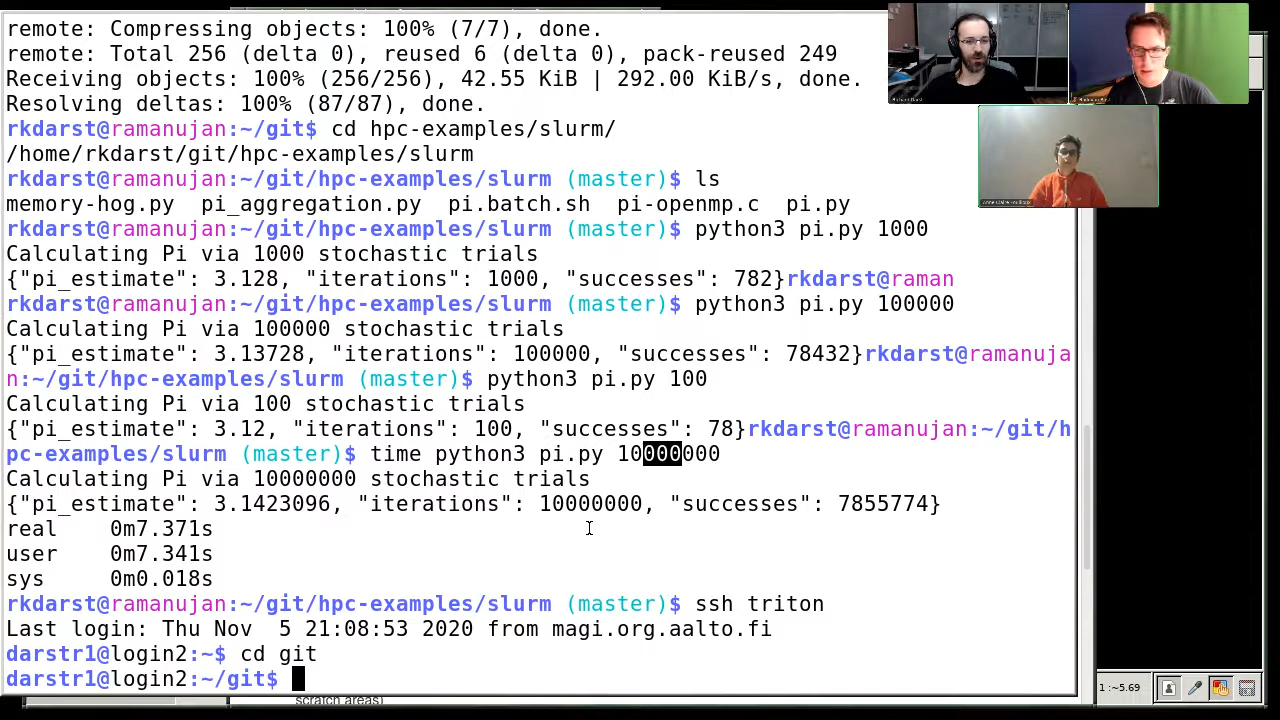 remote: Compressing objects: 100% (7/7), done.
remote: Total 256 (delta 0), reused 6 (delta 0), pack-reused 249
Receiving objects: 100% (256/256), 42.55 KiB | 292.00 KiB/s, done.
Resolving deltas: 100% (87/87), done.
rkdarst@ramanujan:~/git$ cd hpc-examples/slurm/
/home/rkdarst/git/hpc-examples/slurm
rkdarst@ramanujan:~/git/hpc-examples/slurm (master)$ ls
memory-hog.py  pi_aggregation.py  pi.batch.sh  pi-openmp.c  pi.py
rkdarst@ramanujan:~/git/hpc-examples/slurm (master)$ python3 pi.py 1000
Calculating Pi via 1000 stochastic trials
{"pi_estimate": 3.128, "iterations": 1000, "successes": 782}rkdarst@raman
rkdarst@ramanujan:~/git/hpc-examples/slurm (master)$ python3 pi.py 100000
Calculating Pi via 100000 stochastic trials
{"pi_estimate": 3.13728, "iterations": 100000, "successes": 78432}rkdarst@ramanuja
n:~/git/hpc-examples/slurm (master)$ python3 pi.py 100
Calculating Pi via 100 stochastic trials
{"pi_estimate": 3.12, "iterations": 100, "successes": 78}rkdarst@ramanujan:~/git/h
pc-examples/slurm (master)$ time python3 pi.py 10000000
Calculating Pi via 10000000 stochastic trials
{"pi_estimate": 3.1423096, "iterations": 10000000, "successes": 7855774}
real    0m7.371s
user    0m7.341s
sys     0m0.018s
rkdarst@ramanujan:~/git/hpc-examples/slurm (master)$ ssh triton
Last login: Thu Nov  5 21:08:53 2020 from magi.org.aalto.fi
darstr1@login2:~$ cd git
darstr1@login2:~/git$
scratch areas)
1 :~5.69
Richard Darst